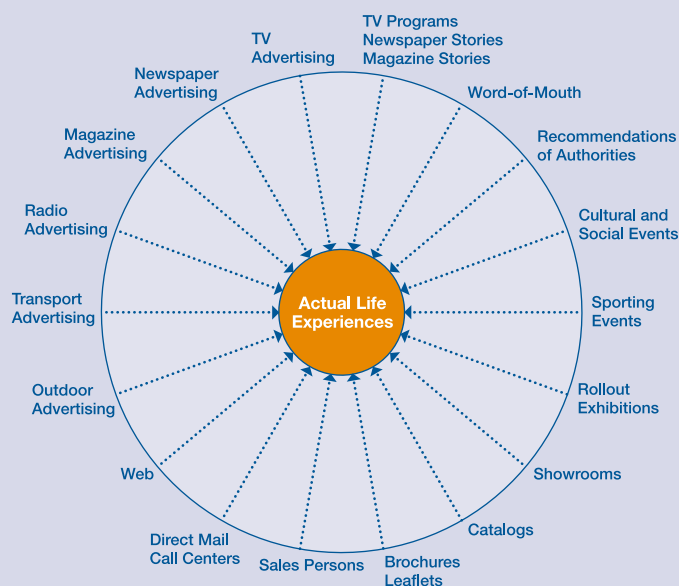 TV
Advertising
TV Programs
Newspaper Stories
Magazine Stories
Word-of-Mouth
Recommendations
of Authorities
Cultural and
Social Events
Sporting
Events
Rollout
Exhibitions
Showrooms
Catalogs
Brochures
Leaflets
Sales Persons
Direct Mail
Call Centers
Web
Outdoor
Advertising
Transport
Advertising
Radio
Advertising
Magazine
Advertising
Newspaper
Advertising
Actual Life
Experiences